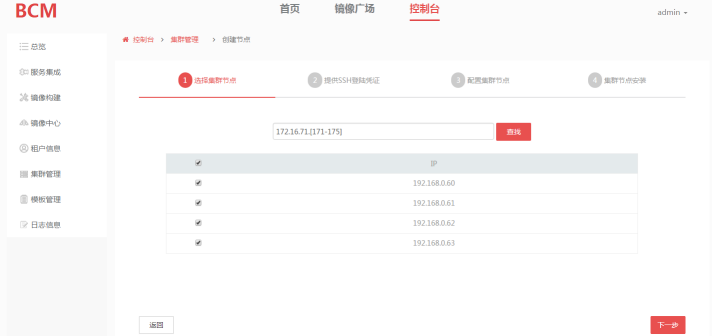 BCM
首页 镜像广场 控制台
admin
总览
服务集成
镜像构建
镜像中心
租户信息
集群管理
模板管理
日志信息
控制台 > 集群管理 > 创建节点
1 选择集群节点
2 提供SSH登陆凭证
3 配置集群节点
4 集群节点安装
172.16.71.[171-175] 查找
IP
192.168.0.60
192.168.0.61
192.168.0.62
192.168.0.63
返回 下一步